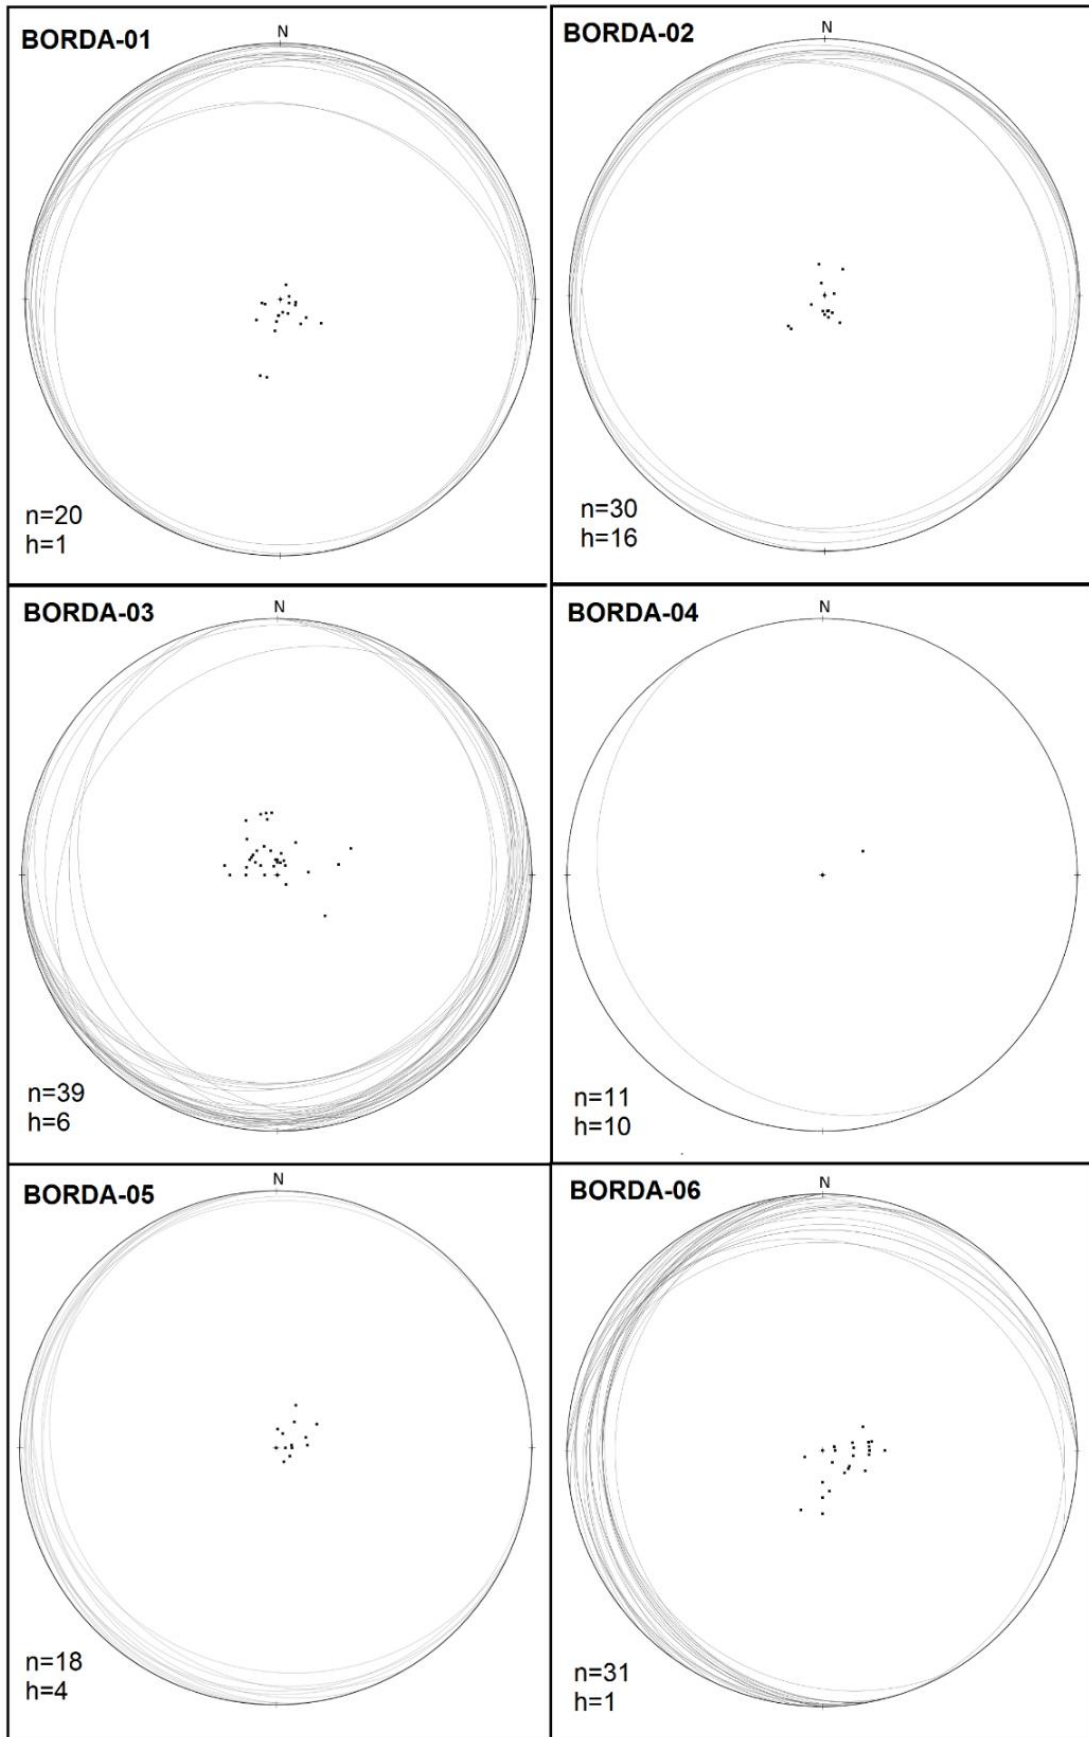 BORDA-01
N
n=20
h=1
BORDA-02
N
n=30
h=16
BORDA-03
N
n=39
h=6
BORDA-04
N
n=11
h=10
BORDA-05
N
n=18
h=4
BORDA-06
N
n=31
h=1